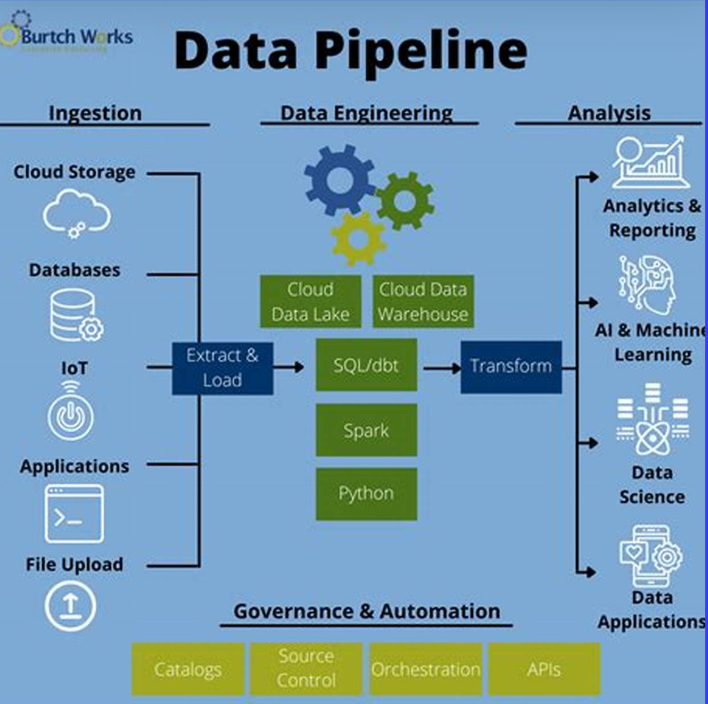 Burtch Works
Data Pipeline
Ingestion
Data Engineering
Analysis
Cloud Storage
Databases
IoT
Applications
File Upload
Extract &
Load
Cloud
Data Lake
Cloud Data
Warehouse
SQL/dbt
Spark
Python
Transform
Analytics &
Reporting
AI & Machine
Learning
Data
Science
Data
Applications
Governance & Automation
Catalogs
Source
Control
Orchestration
APIs